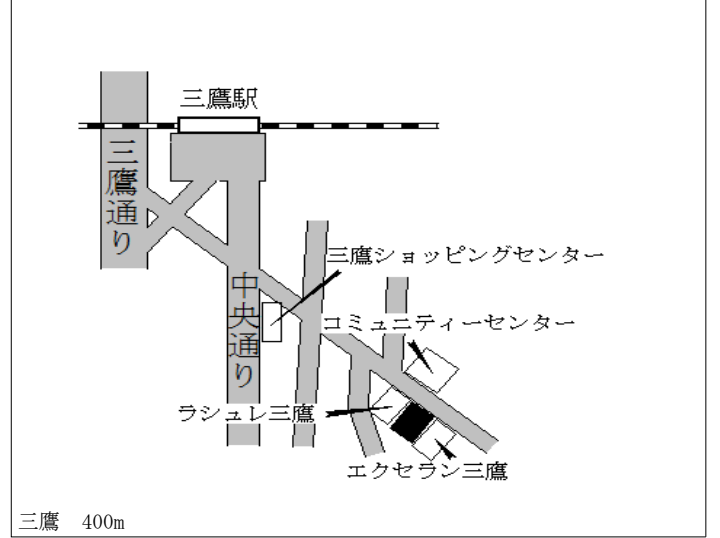 三鷹駅
三鷹通り
三鷹ショッピングセンター
中央通り
コミュニティーセンター
ラシュレ三鷹
エクセラン三鷹
三鷹　400m